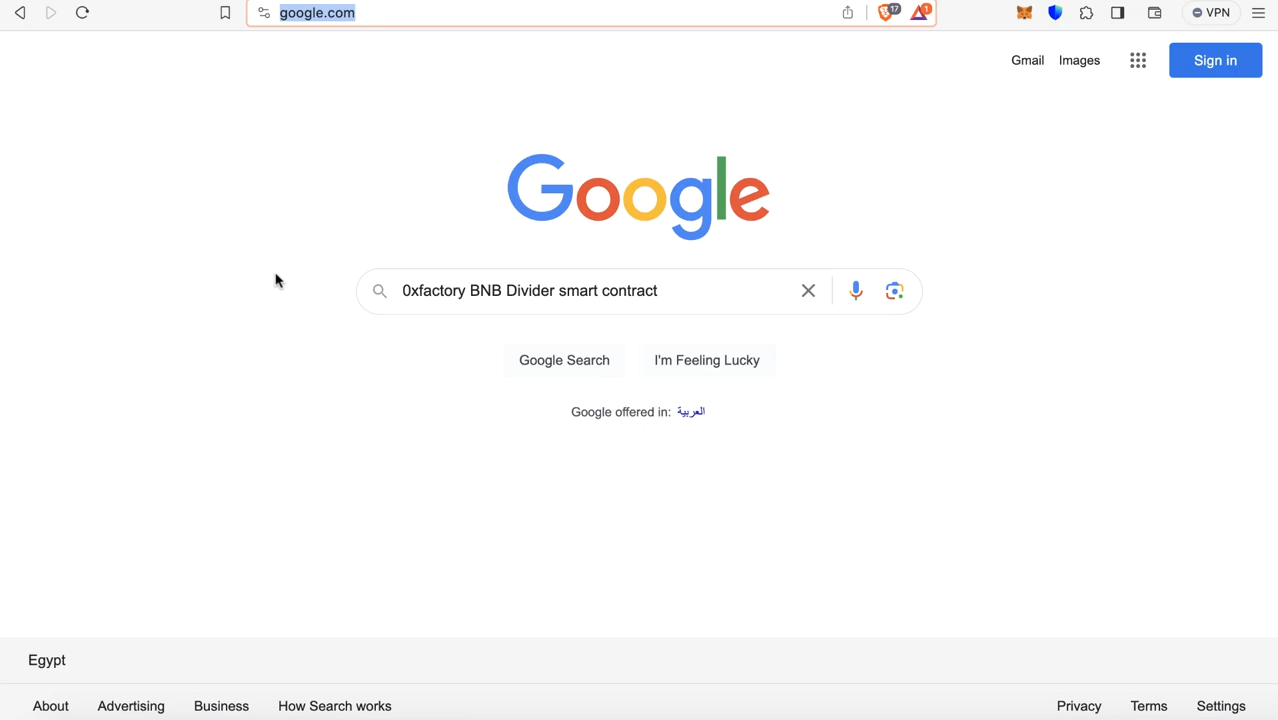 google.com
17
1
VPN
Gmail Images
Sign in
Google
0xfactory BNB Divider smart contract
Google Search
I'm Feeling Lucky
Google offered in: العربية
Egypt
About Advertising Business How Search works
Privacy Terms Settings